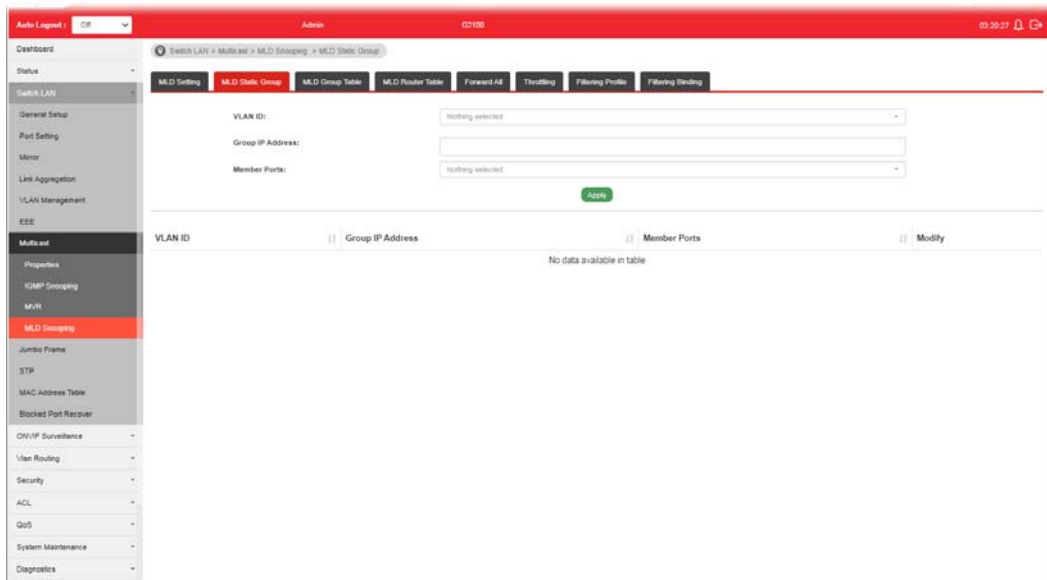 Auto Logout : Off Admin G2100 03:20:27
Dashboard
Status
Switch LAN
General Setup
Port Setting
Mirror
Link Aggregation
VLAN Management
EEE
Multicast
Properties
IGMP Snooping
MVR
MLD Snooping
Jumbo Frame
STP
MAC Address Table
Blocked Port Recover
ONVIF Surveillance
Vlan Routing
Security
ACL
QoS
System Maintenance
Diagnostics
Switch LAN > Multicast > MLD Snooping > MLD Static Group
MLD Setting MLD Static Group MLD Group Table MLD Router Table Forward All Throttling Filtering Profile Filtering Binding
VLAN ID: Nothing selected
Group IP Address:
Member Ports: Nothing selected
Apply
VLAN ID Group IP Address Member Ports Modify
No data available in table